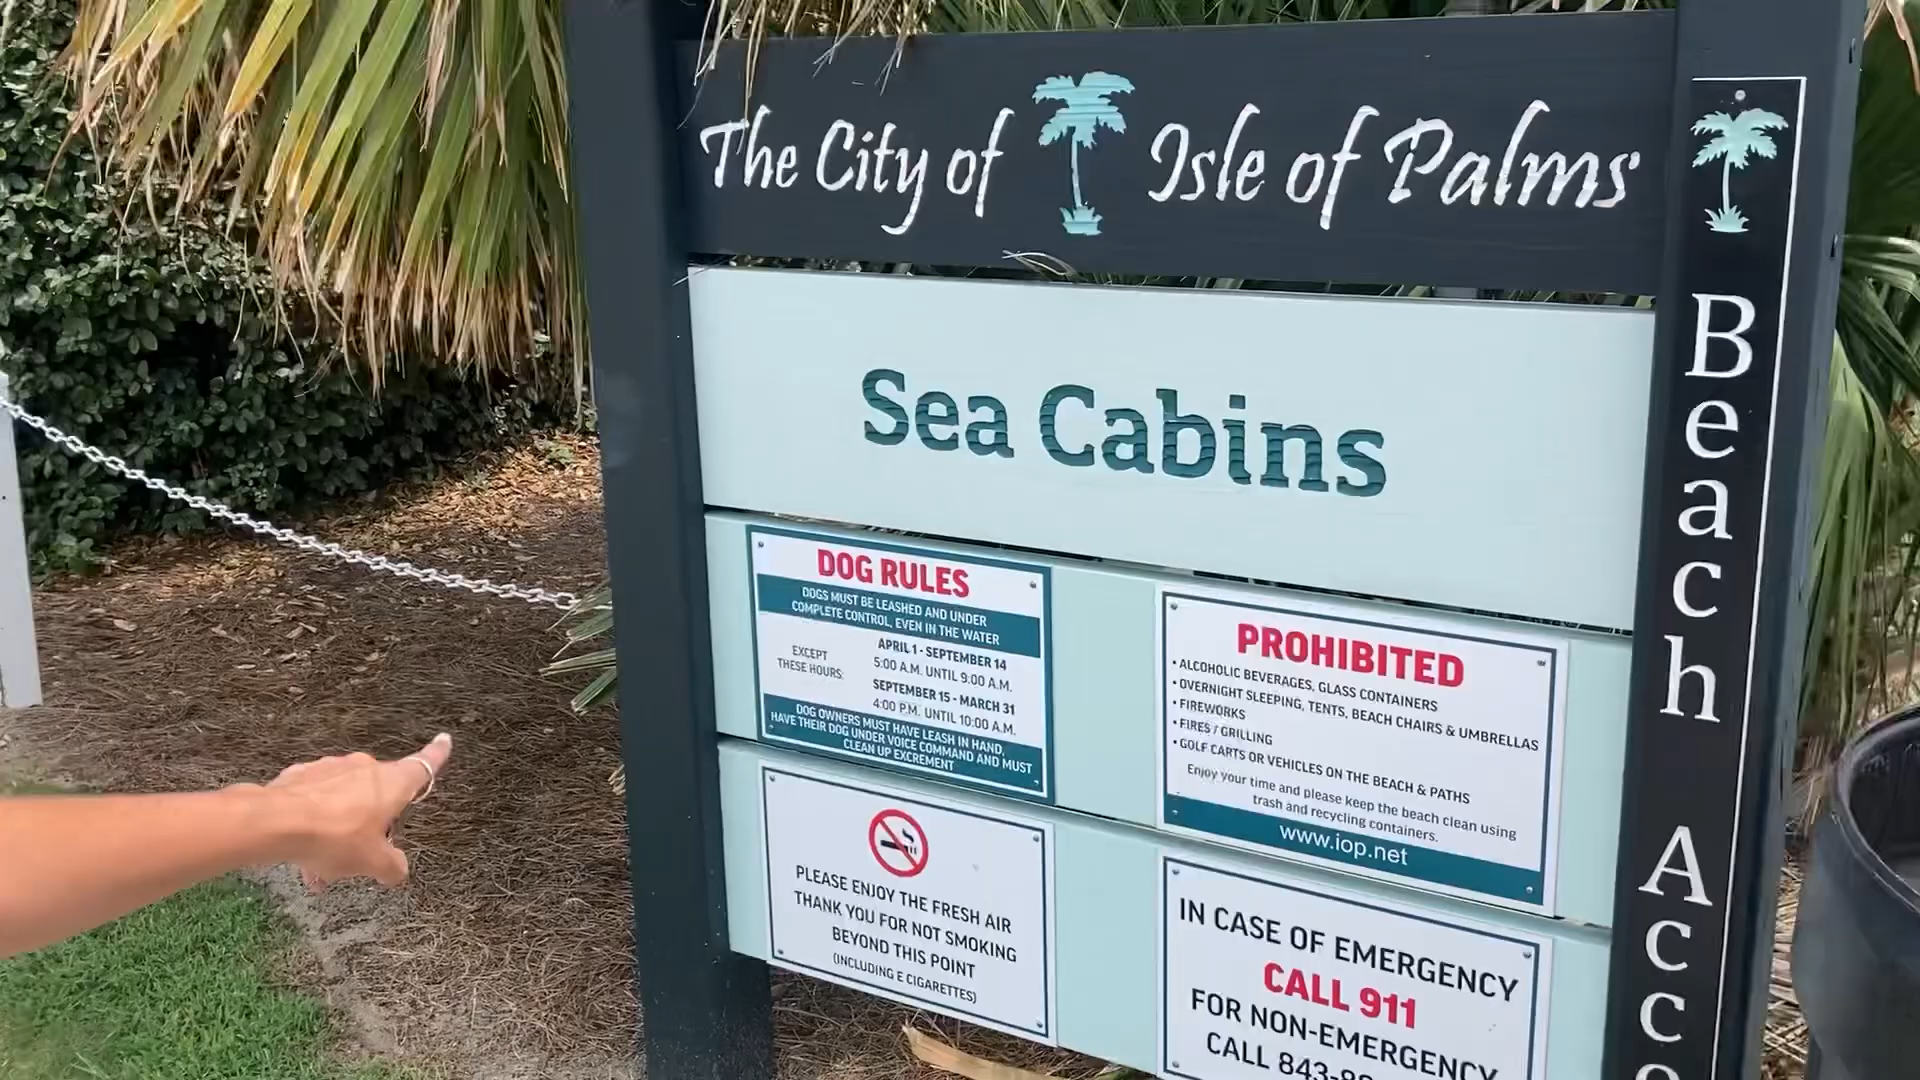 The City of Isle of Palms
Sea Cabins
DOG RULES
DOGS MUST BE LEASHED AND UNDER
COMPLETE CONTROL, EVEN IN THE WATER
EXCEPT
THESE HOURS:
APRIL 1 - SEPTEMBER 14
5:00 A.M. UNTIL 9:00 A.M.
SEPTEMBER 15 - MARCH 31
4:00 P.M. UNTIL 10:00 A.M.
DOG OWNERS MUST HAVE LEASH IN HAND,
HAVE THEIR DOG UNDER VOICE COMMAND AND MUST
CLEAN UP EXCREMENT
PROHIBITED
• ALCOHOLIC BEVERAGES, GLASS CONTAINERS
• OVERNIGHT SLEEPING, TENTS, BEACH CHAIRS & UMBRELLAS
• FIREWORKS
• FIRES / GRILLING
• GOLF CARTS OR VEHICLES ON THE BEACH & PATHS
Enjoy your time and please keep the beach clean using
trash and recycling containers.
www.iop.net
PLEASE ENJOY THE FRESH AIR
THANK YOU FOR NOT SMOKING
BEYOND THIS POINT
(INCLUDING E CIGARETTES)
IN CASE OF EMERGENCY
CALL 911
FOR NON-EMERGENCY
CALL 843-8
Beach Acc